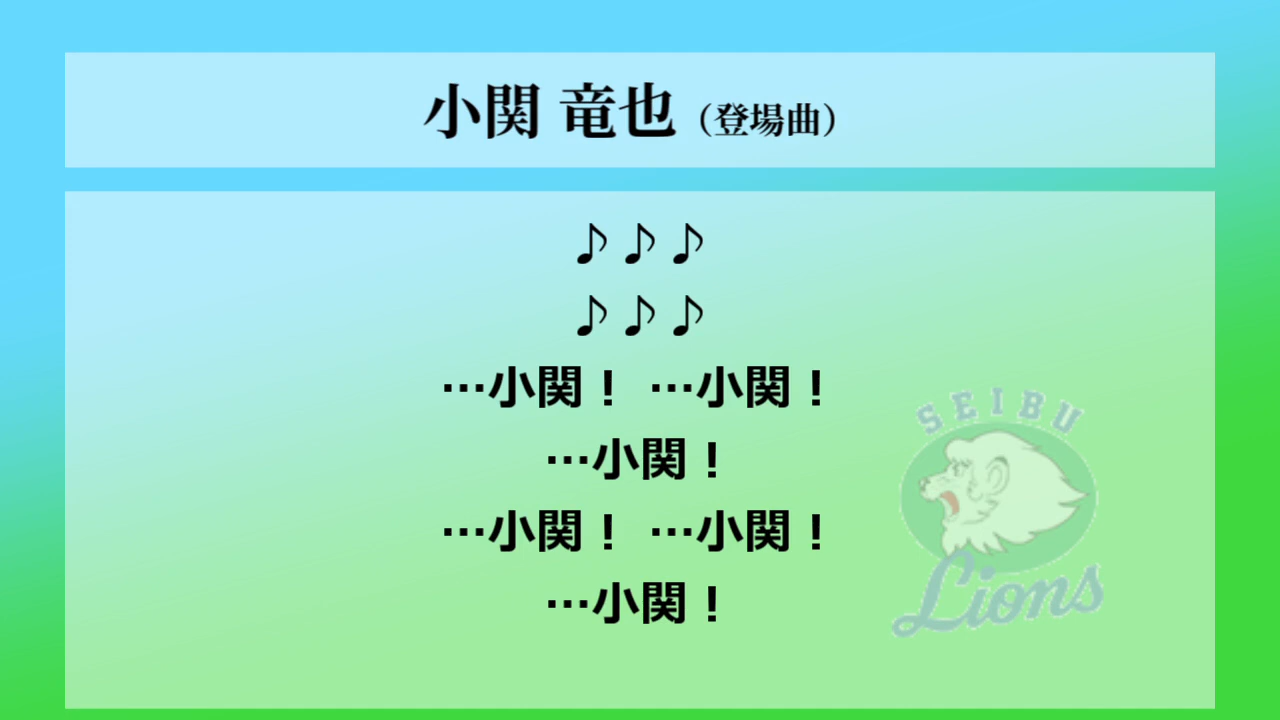 小関 竜也（登場曲）
♪ ♪ ♪
♪ ♪ ♪
…小関！ …小関！
…小関！
…小関！ …小関！
…小関！
SEIBU
Lions